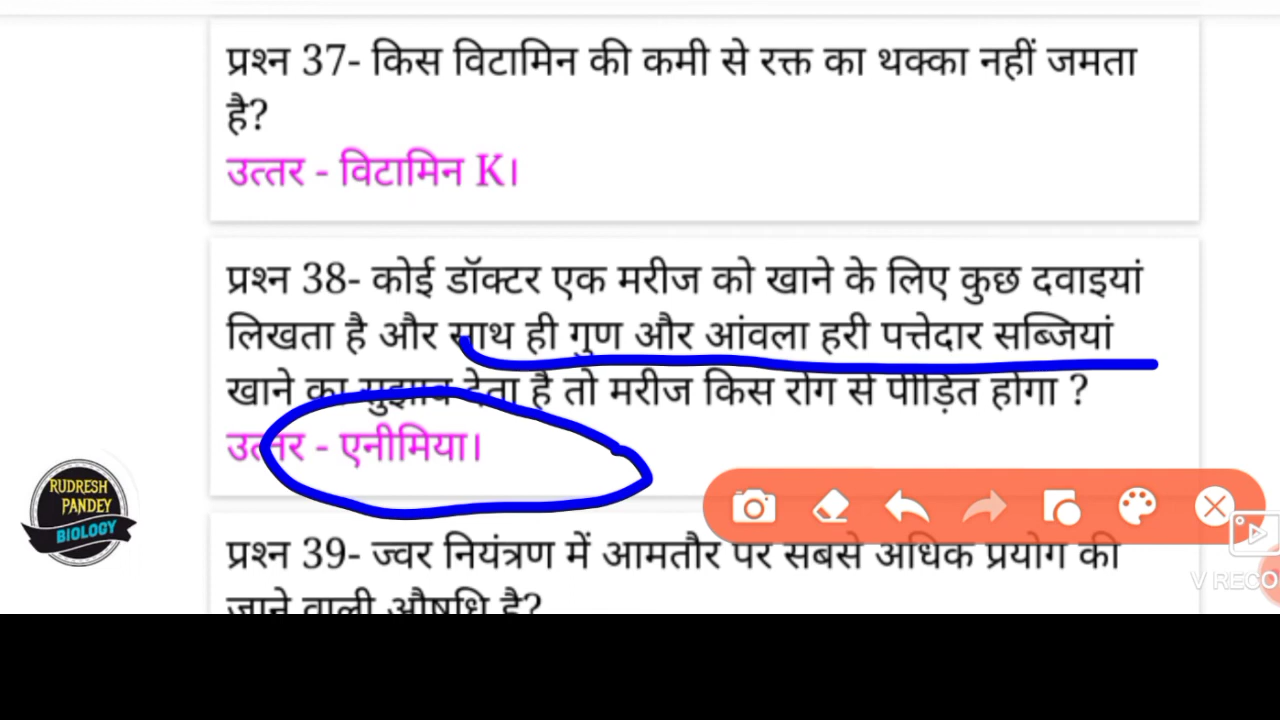 प्रश्न 37- किस विटामिन की कमी से रक्त का थक्का नहीं जमता
है?
उत्तर - विटामिन K।
प्रश्न 38- कोई डॉक्टर एक मरीज को खाने के लिए कुछ दवाइयां
लिखता है और साथ ही गुण और आंवला हरी पत्तेदार सब्जियां
खाने का सुझाव देता है तो मरीज किस रोग से पीड़ित होगा ?
उत्तर - एनीमिया।
RUDRESH
PANDEY
BIOLOGY
प्रश्न 39- ज्वर नियंत्रण में आमतौर पर सबसे अधिक प्रयोग की
जाने वाली औषधि है?
V RECO